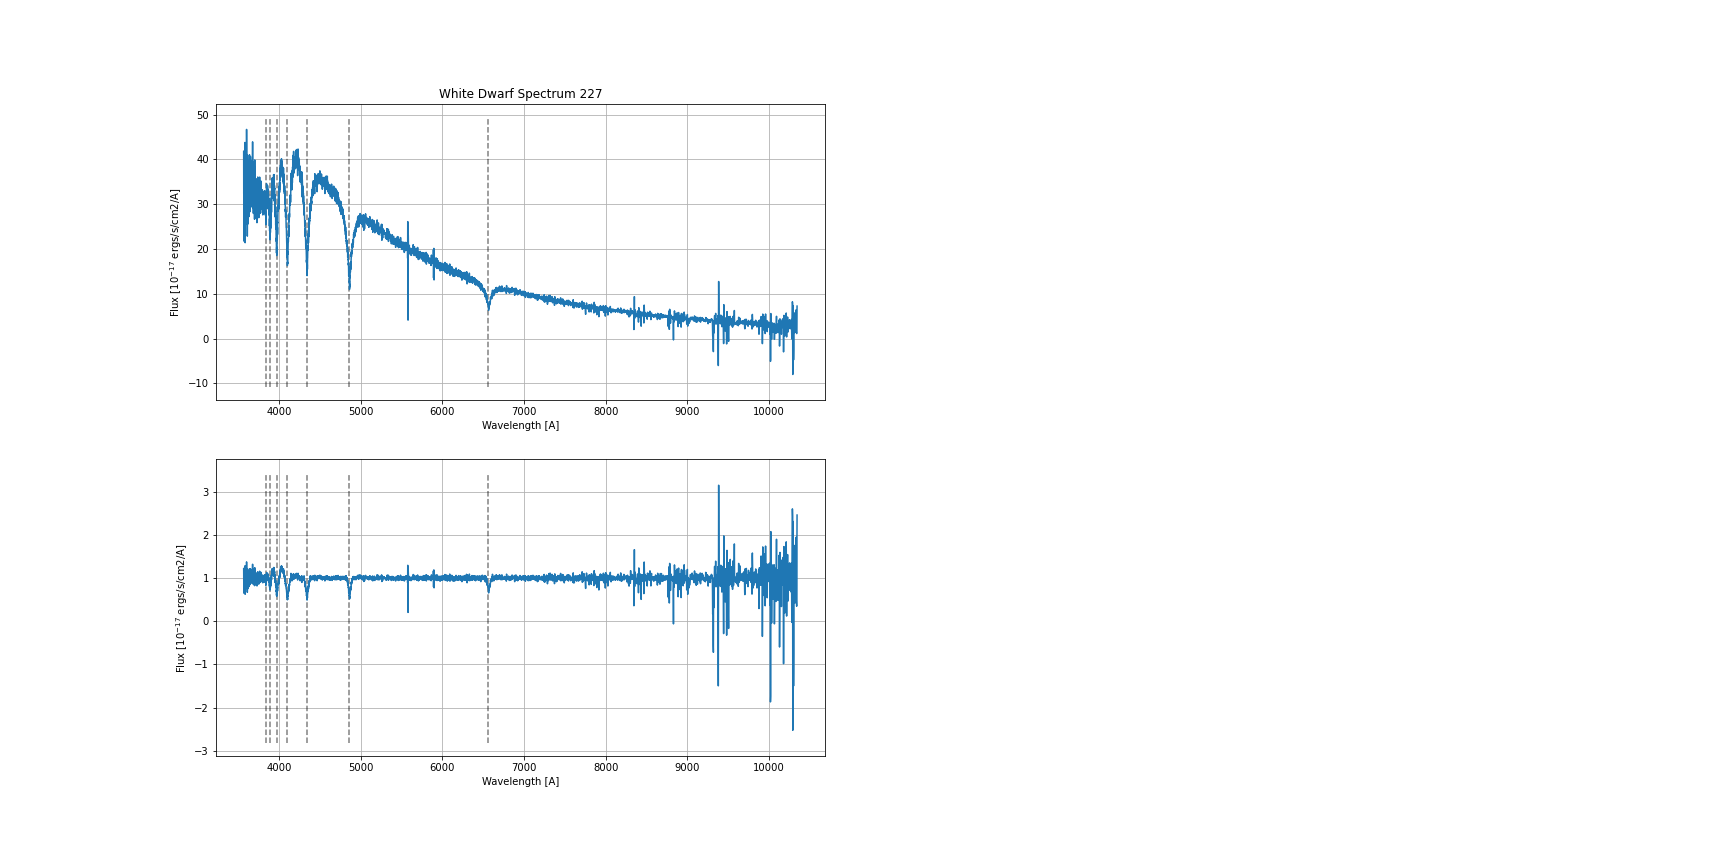 White Dwarf Spectrum 227
50
40
30
20
10
0
−10
Flux [10⁻¹⁷ ergs/s/cm2/A]
4000 5000 6000 7000 8000 9000 10000
Wavelength [A]
3
2
1
0
−1
−2
−3
Flux [10⁻¹⁷ ergs/s/cm2/A]
4000 5000 6000 7000 8000 9000 10000
Wavelength [A]